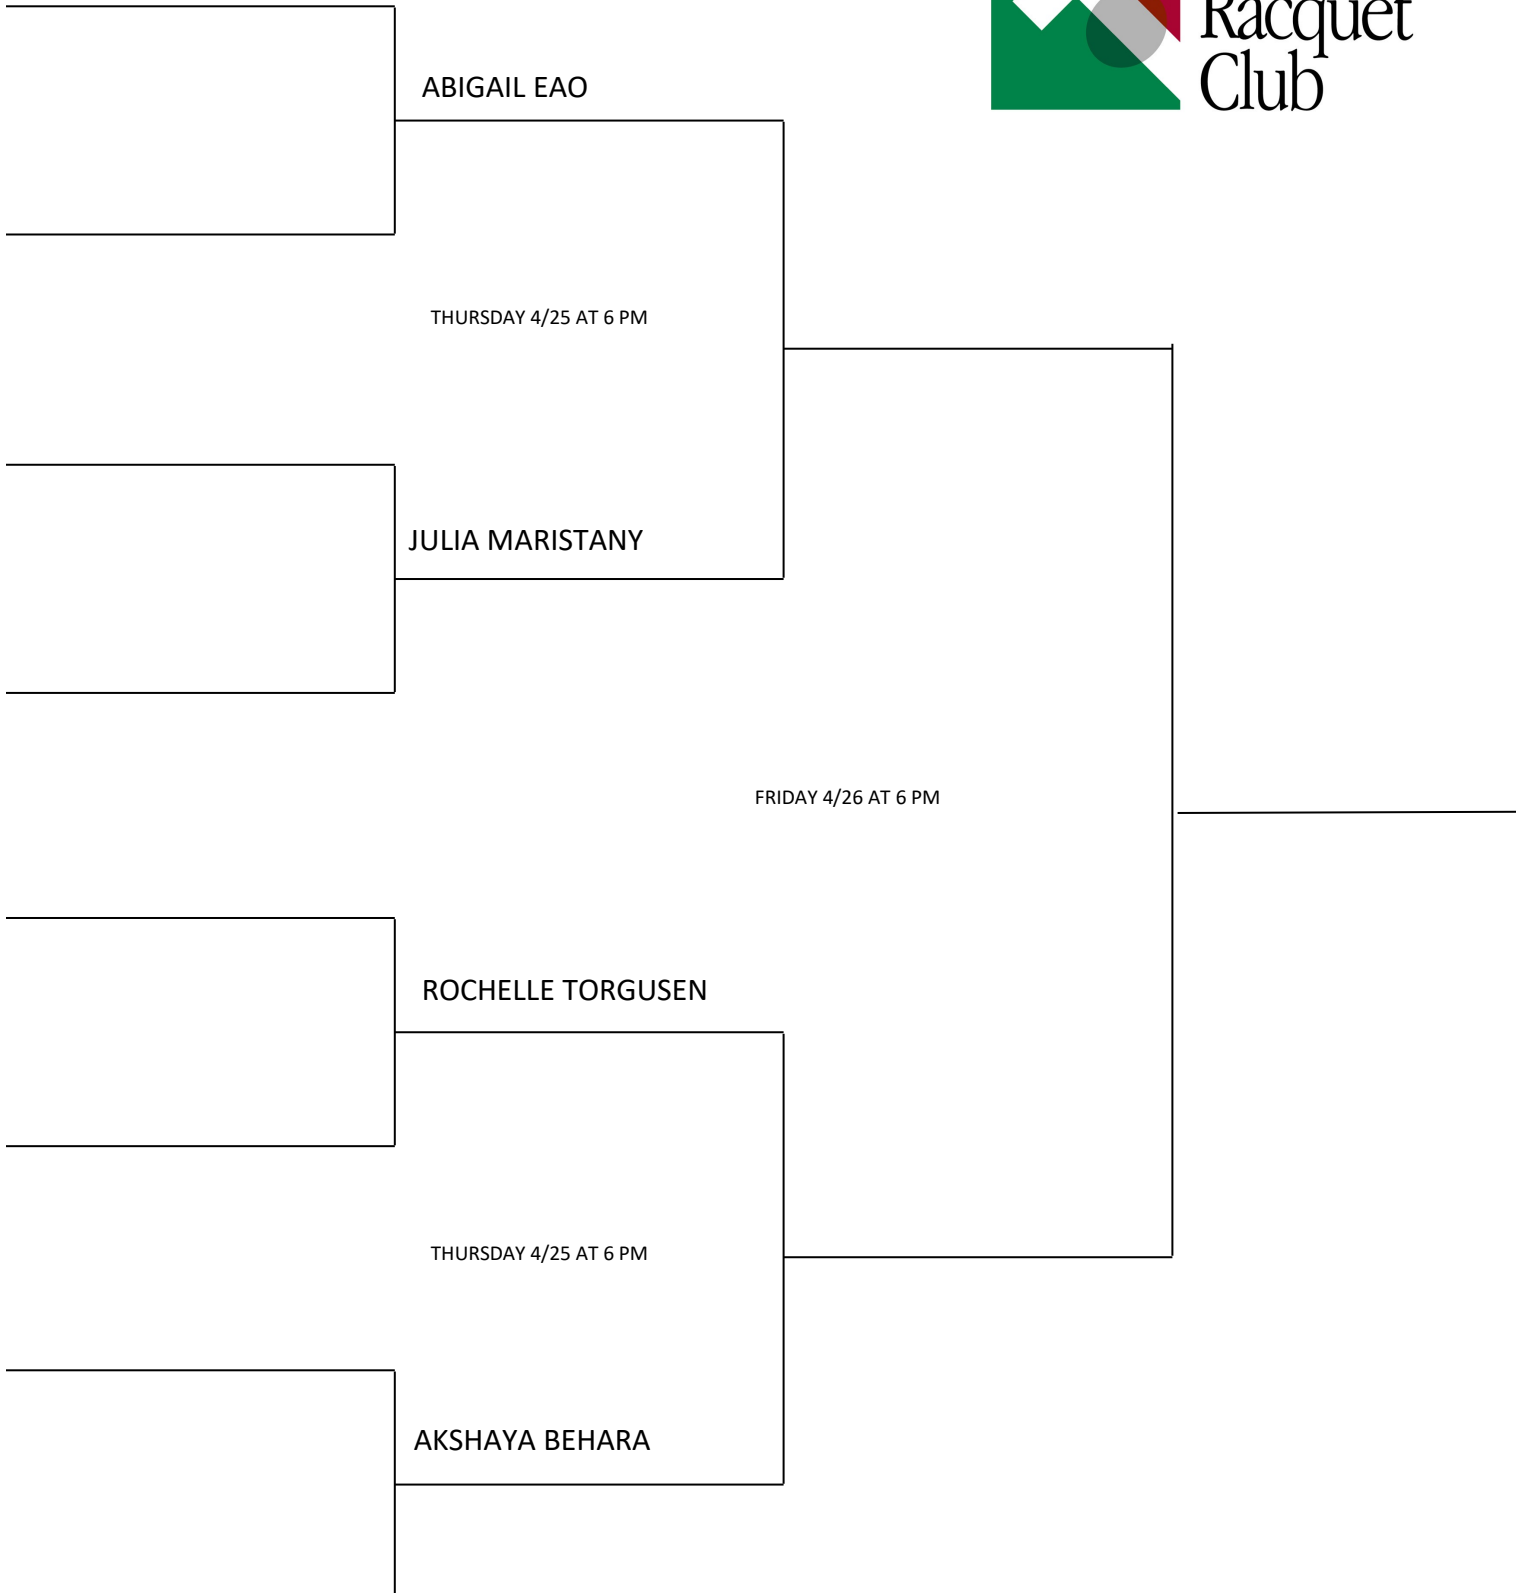 Racquet
Club
ABIGAIL EAO
THURSDAY 4/25 AT 6 PM
JULIA MARISTANY
FRIDAY 4/26 AT 6 PM
ROCHELLE TORGUSEN
THURSDAY 4/25 AT 6 PM
AKSHAYA BEHARA